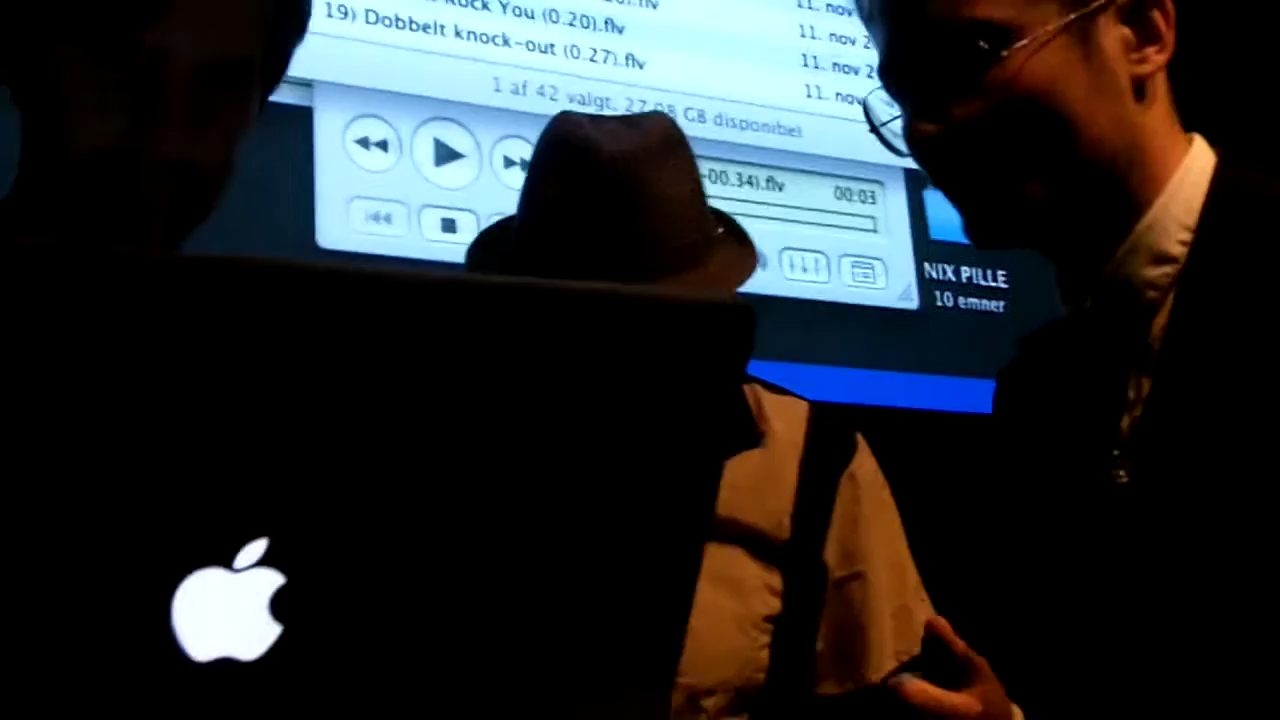 Rock You (0.20).flv
11. nov
19) Dobbelt knock-out (0.27).flv
11. nov 2
11. nov 2
11. nov
1 af 42 valgt, 27,98 GB disponibel
-00.34).flv 00:03
NIX PILLE
10 emner